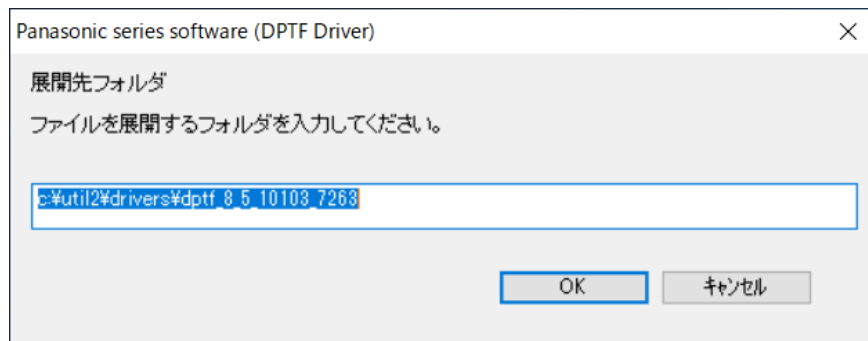 Panasonic series software (DPTF Driver)
展開先フォルダ
ファイルを展開するフォルダを入力してください。
c:¥util2¥drivers¥dptf_8_5_10103_7263
OK
キャンセル